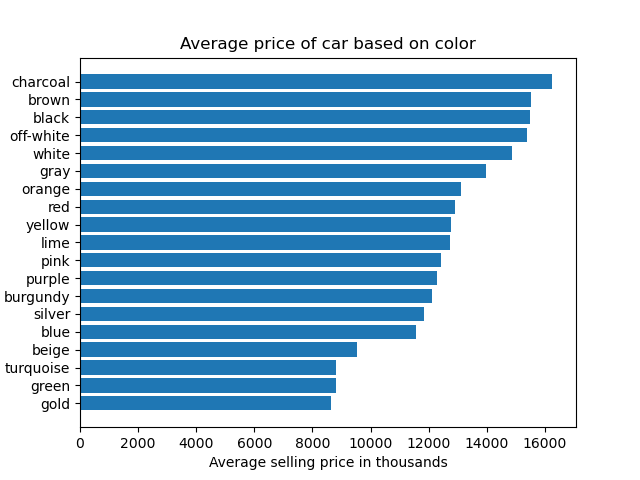 Average price of car based on color
charcoal
brown
black
off-white
white
gray
orange
red
yellow
lime
pink
purple
burgundy
silver
blue
beige
turquoise
green
gold
0 2000 4000 6000 8000 10000 12000 14000 16000
Average selling price in thousands